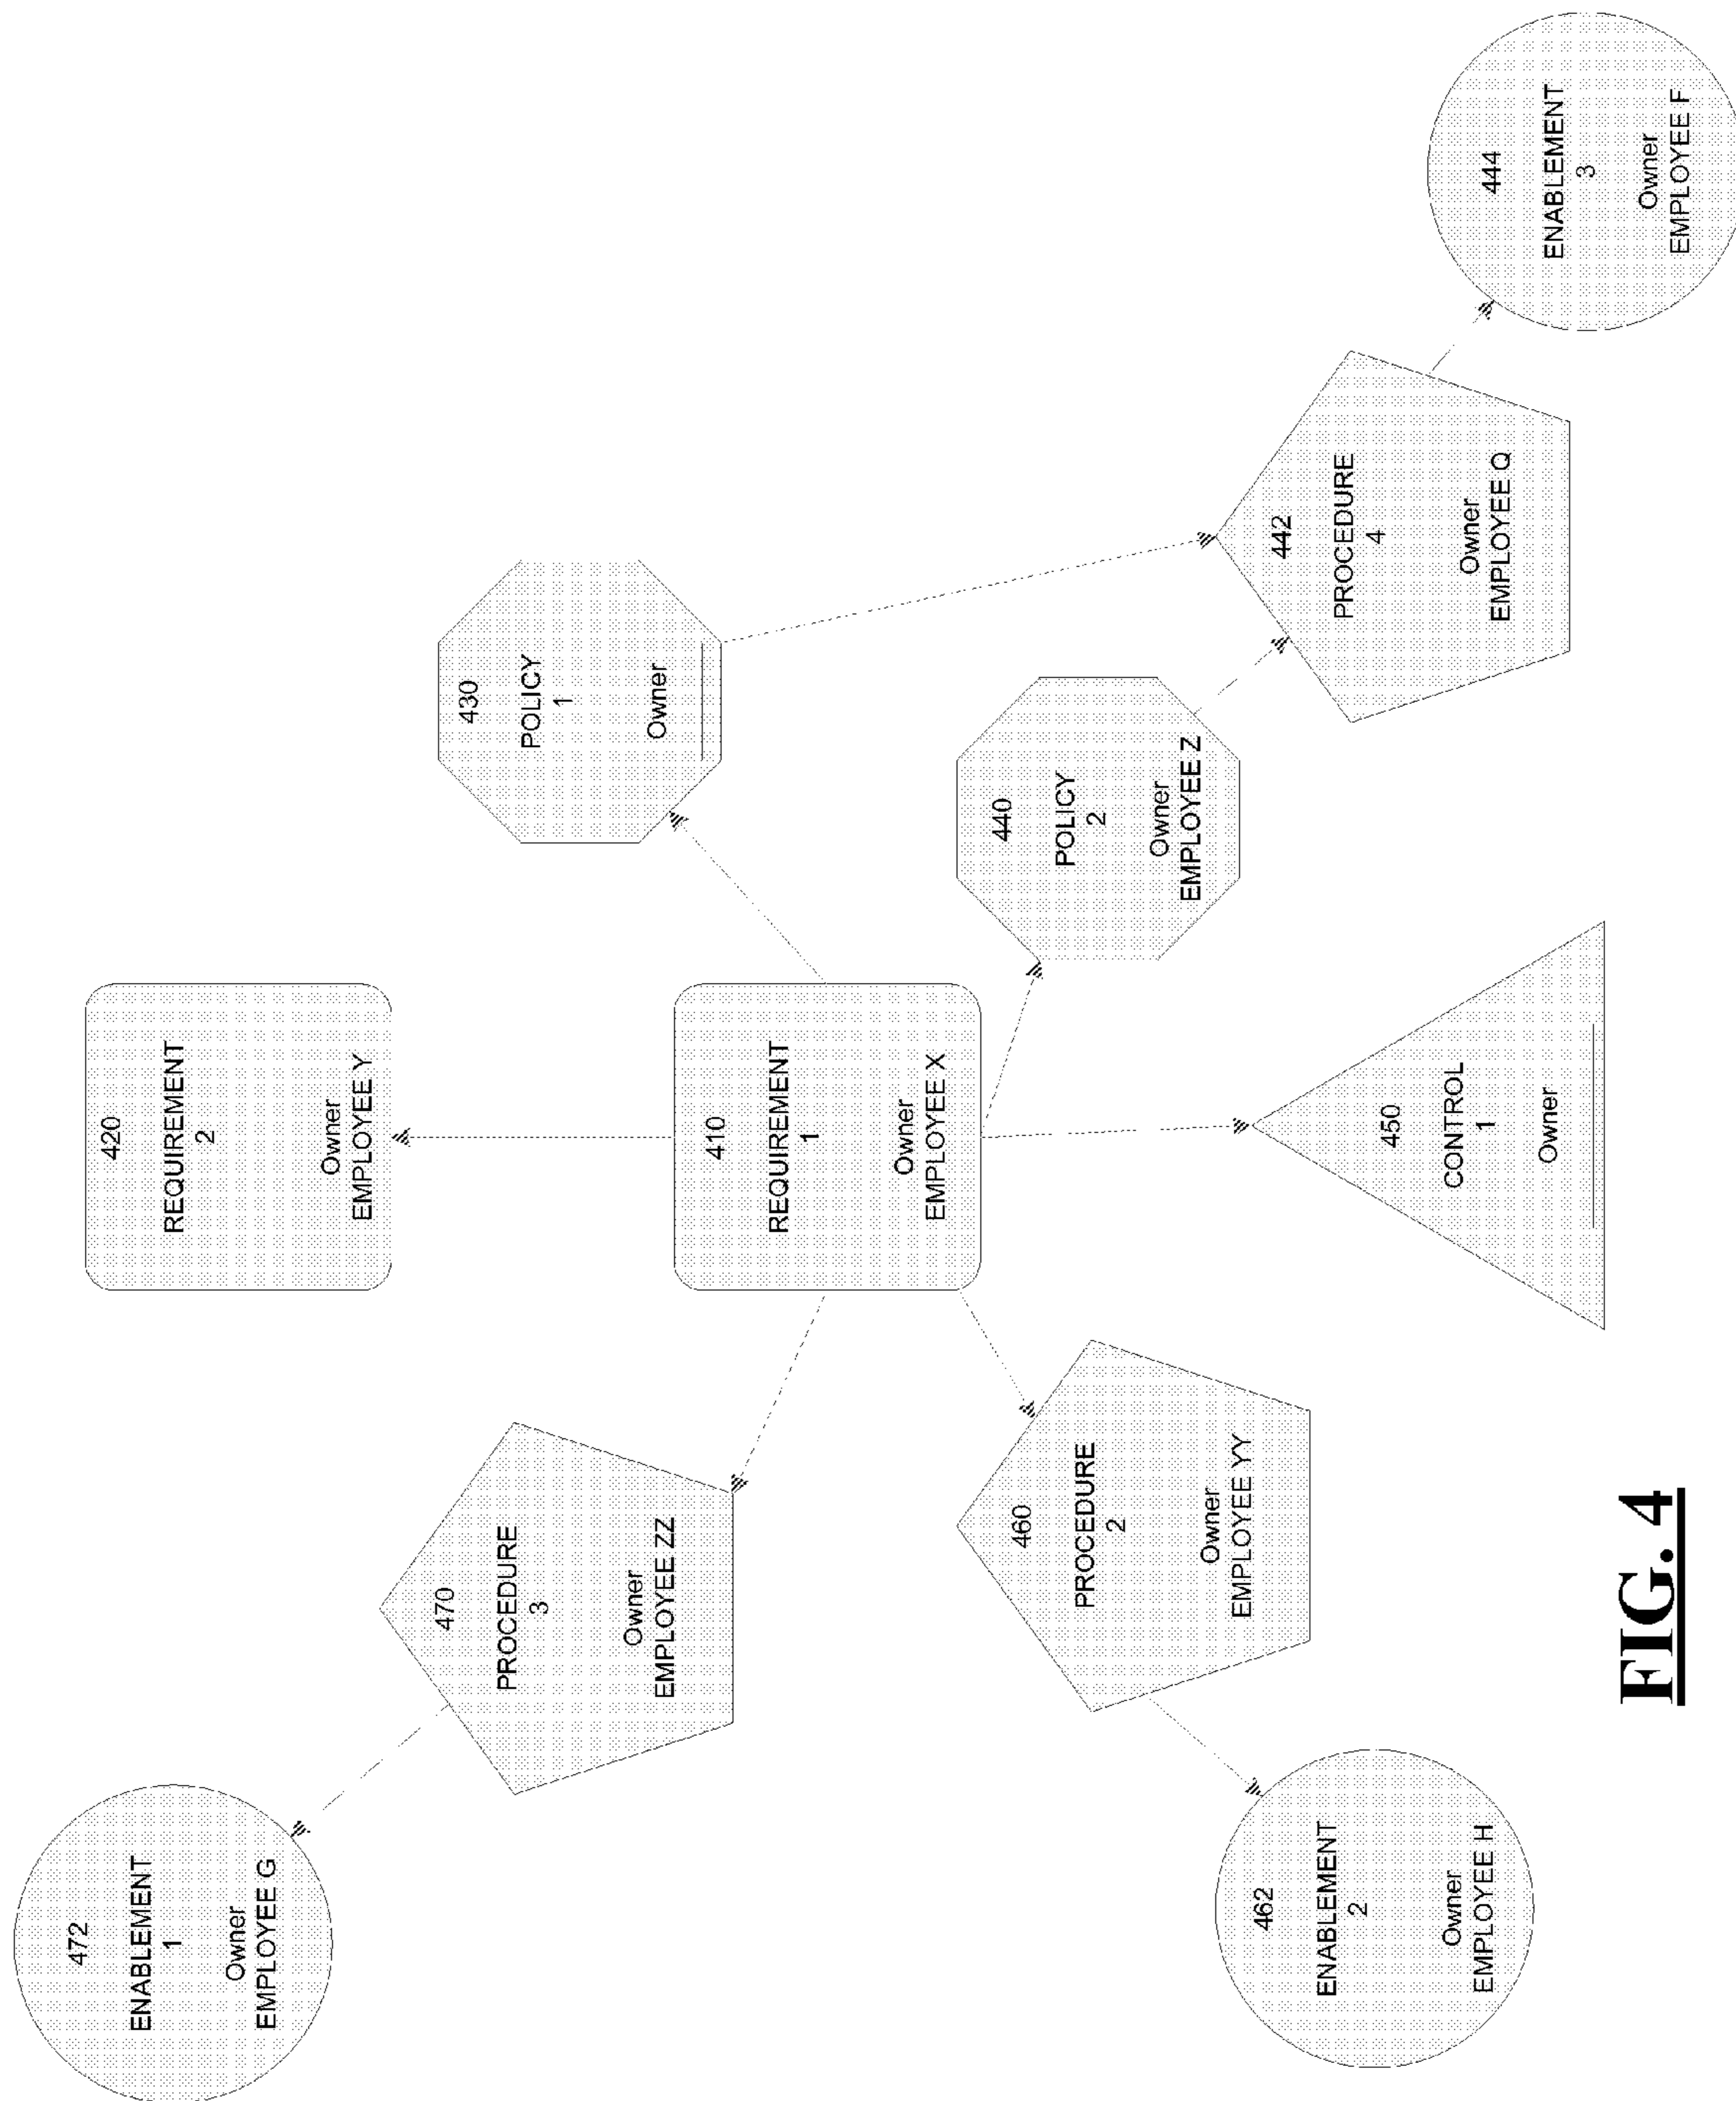 472
ENABLEMENT
1
Owner
EMPLOYEE G
470
PROCEDURE
3
Owner
EMPLOYEE ZZ
420
REQUIREMENT
2
Owner
EMPLOYEE Y
430
POLICY
1
Owner
410
REQUIREMENT
1
Owner
EMPLOYEE X
440
POLICY
2
Owner
EMPLOYEE Z
460
PROCEDURE
2
Owner
EMPLOYEE YY
462
ENABLEMENT
2
Owner
EMPLOYEE H
450
CONTROL
1
Owner
442
PROCEDURE
4
Owner
EMPLOYEE Q
444
ENABLEMENT
3
Owner
EMPLOYEE F
FIG. 4